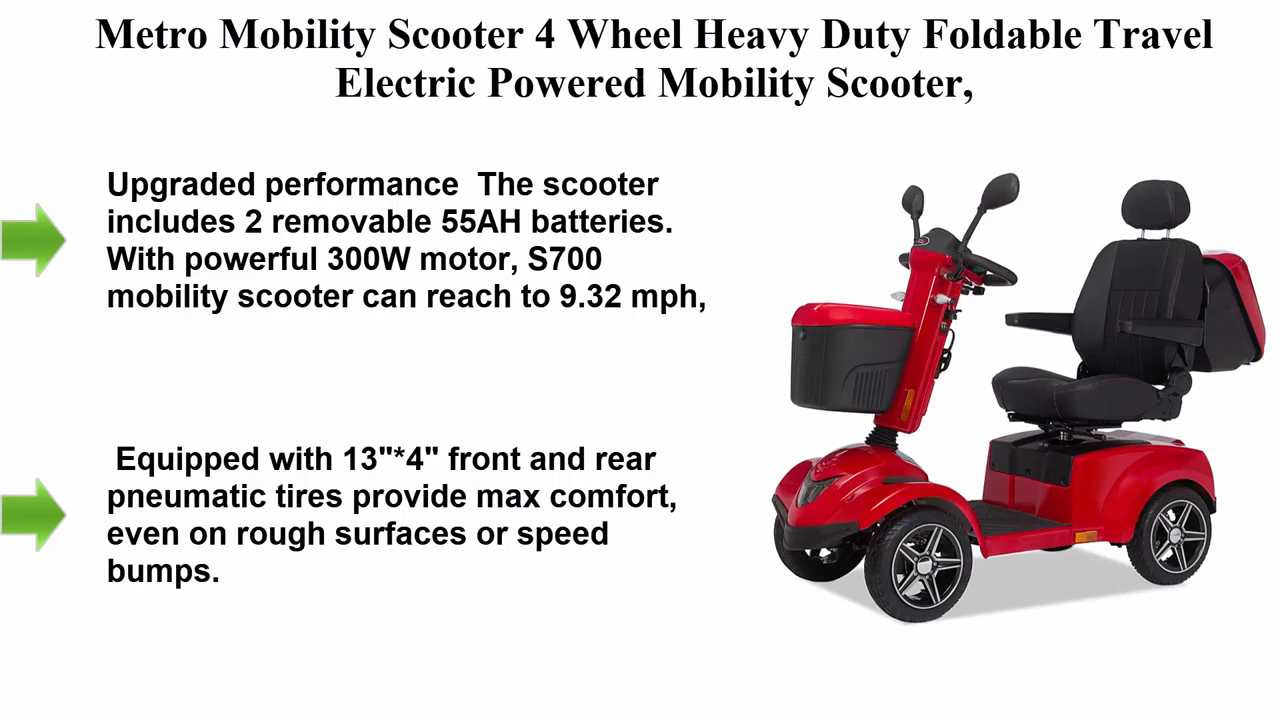 Metro Mobility Scooter 4 Wheel Heavy Duty Foldable Travel
Electric Powered Mobility Scooter,
Upgraded performance  The scooter
includes 2 removable 55AH batteries.
With powerful 300W motor, S700
mobility scooter can reach to 9.32 mph,
Equipped with 13"*4" front and rear
pneumatic tires provide max comfort,
even on rough surfaces or speed
bumps.